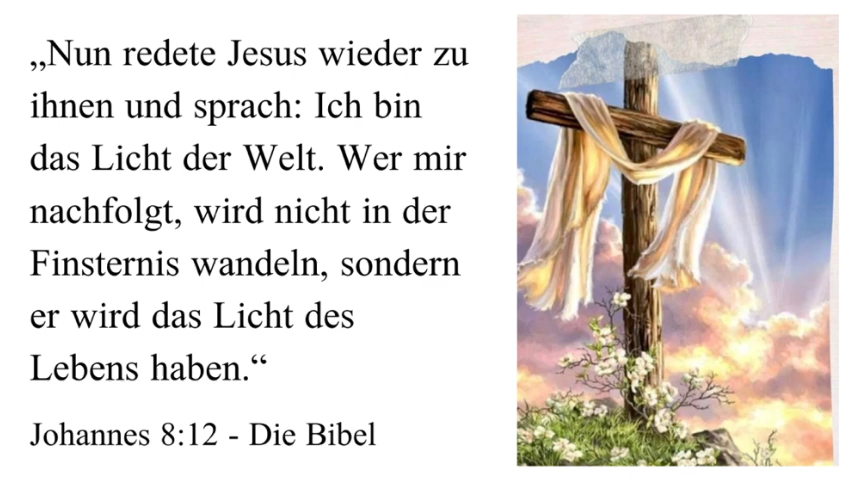 „Nun redete Jesus wieder zu
ihnen und sprach: Ich bin
das Licht der Welt. Wer mir
nachfolgt, wird nicht in der
Finsternis wandeln, sondern
er wird das Licht des
Lebens haben.“
Johannes 8:12 - Die Bibel